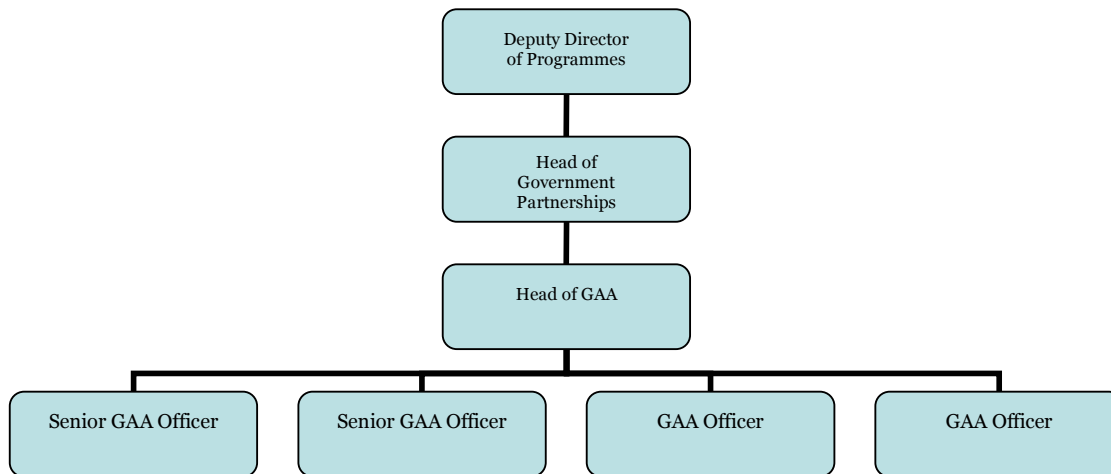 Deputy Director
of Programmes
Head of
Government
Partnerships
Head of GAA
Senior GAA Officer
Senior GAA Officer
GAA Officer
GAA Officer